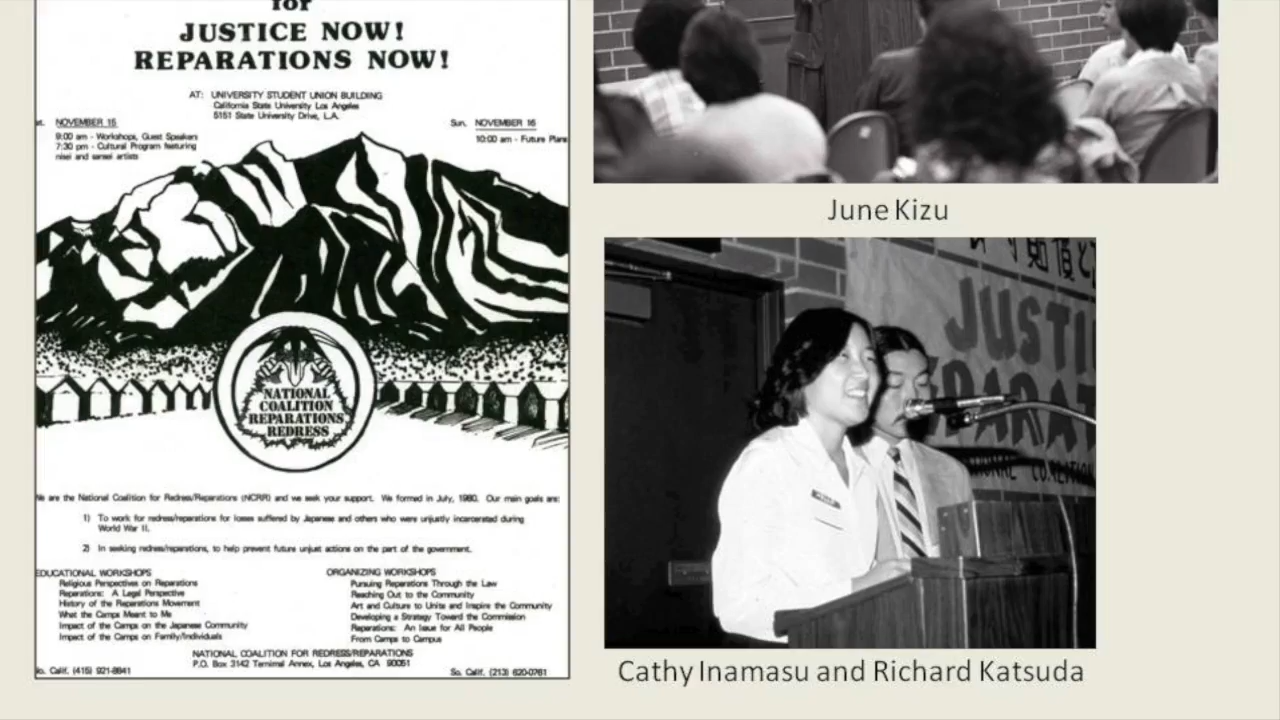 for
JUSTICE NOW!
REPARATIONS NOW!
AT: UNIVERSITY STUDENT UNION BUILDING
California State University Los Angeles
5151 State University Drive, L.A.
t. NOVEMBER 15
9:00 am - Workshops, Guest Speakers
7:30 pm - Cultural Program featuring
nisei and sansei artists
Sun. NOVEMBER 16
10:00 am - Future Plans
NATIONAL
COALITION
REPARATIONS
REDRESS
We are the National Coalition for Redress/Reparations (NCRR) and we seek your support. We formed in July, 1980. Our main goals are:
1) To work for redress/reparations for losses suffered by Japanese and others who were unjustly incarcerated during
World War II.
2) In seeking redress/reparations, to help prevent future unjust actions on the part of the government.
EDUCATIONAL WORKSHOPS
Religious Perspectives on Reparations
Reparations: A Legal Perspective
History of the Reparations Movement
What the Camps Meant to Me
Impact of the Camps on the Japanese Community
Impact of the Camps on Family/Individuals
ORGANIZING WORKSHOPS
Pursuing Reparations Through the Law
Reaching Out to the Community
Art and Culture to Unite and Inspire the Community
Developing a Strategy Toward the Commission
Reparations: An Issue for All People
From Camps to Campus
NATIONAL COALITION FOR REDRESS/REPARATIONS
P.O. Box 3142 Terminal Annex, Los Angeles, CA 90051
So. Calif. (415) 921-8841
So. Calif. (213) 620-0761
June Kizu
JUSTI
PARAT
IONAL COALITION
Cathy Inamasu and Richard Katsuda